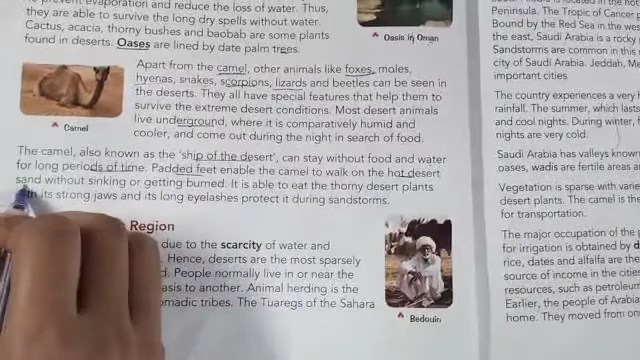 prevent evaporation and reduce the loss of water. Thus,
they are able to survive the long dry spells without water.
Cactus, acacia, thorny bushes and baobab are some plants
found in deserts. Oases are lined by date palm trees.
Oasis in Oman
Apart from the camel, other animals like foxes, moles,
hyenas, snakes, scorpions, lizards and beetles can be seen in
the deserts. They all have special features that help them to
survive the extreme desert conditions. Most desert animals
live underground, where it is comparatively humid and
cooler, and come out during the night in search of food.
Camel
The camel, also known as the 'ship of the desert', can stay without food and water
for long periods of time. Padded feet enable the camel to walk on the hot desert
sand without sinking or getting burned. It is able to eat the thorny desert plants
its strong jaws and its long eyelashes protect it during sandstorms.
Region
due to the scarcity of water and
Hence, deserts are the most sparsely
People normally live in or near the
to another. Animal herding is the
tribes. The Tuaregs of the Sahara
Bedouin
Peninsula. The Tropic of Cancer
Bound by the Red Sea in the
the east, Saudi Arabia is a rocky
Sandstorms are common in this
city of Saudi Arabia. Jeddah,
important cities
The country experiences a very
rainfall. The summer, which lasts
and cool nights. During winter,
nights are very cold.
Saudi Arabia has valleys known
oases, wadis are fertile areas
Vegetation is sparse with
desert plants. The camel is the
for transportation.
The major occupation of the
for irrigation is obtained by
rice, dates and alfalfa are the
source of income in the cities
resources, such as petroleum
Earlier, the people of Arabia
home. They moved from